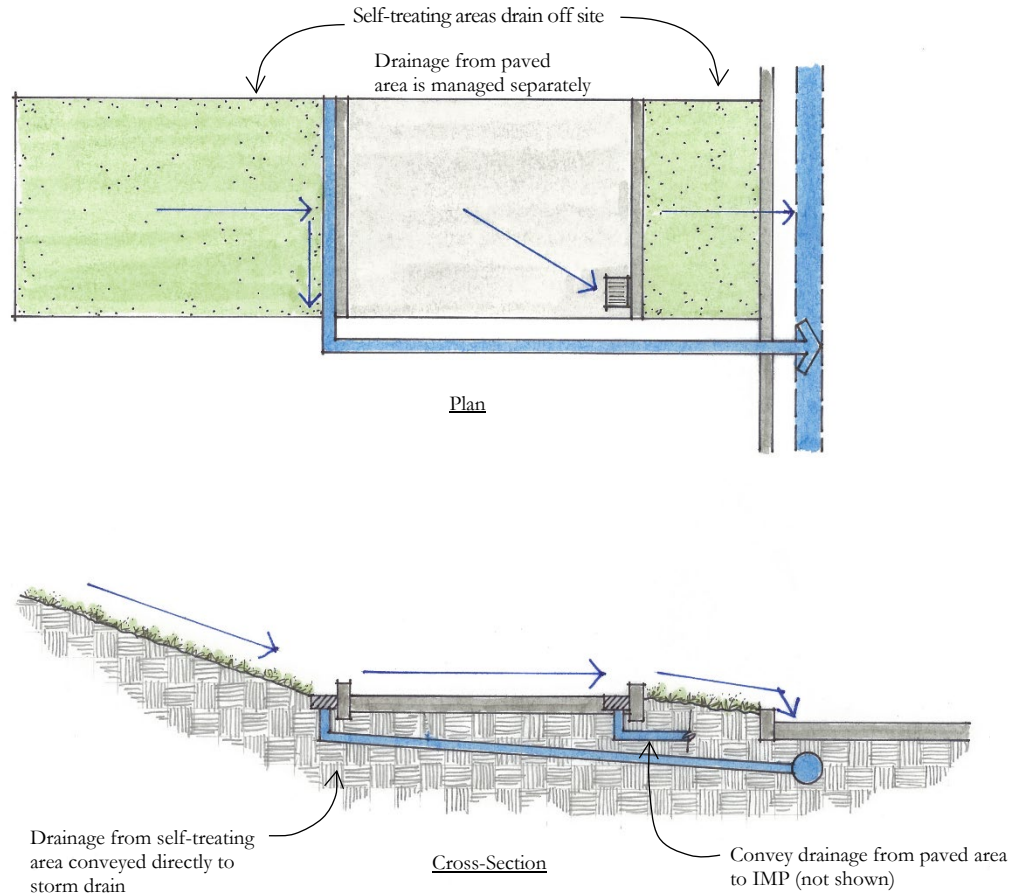 Self-treating areas drain off site
Drainage from paved
area is managed separately
Plan
Drainage from self-treating
area conveyed directly to
storm drain
Cross-Section
Convey drainage from paved area
to IMP (not shown)